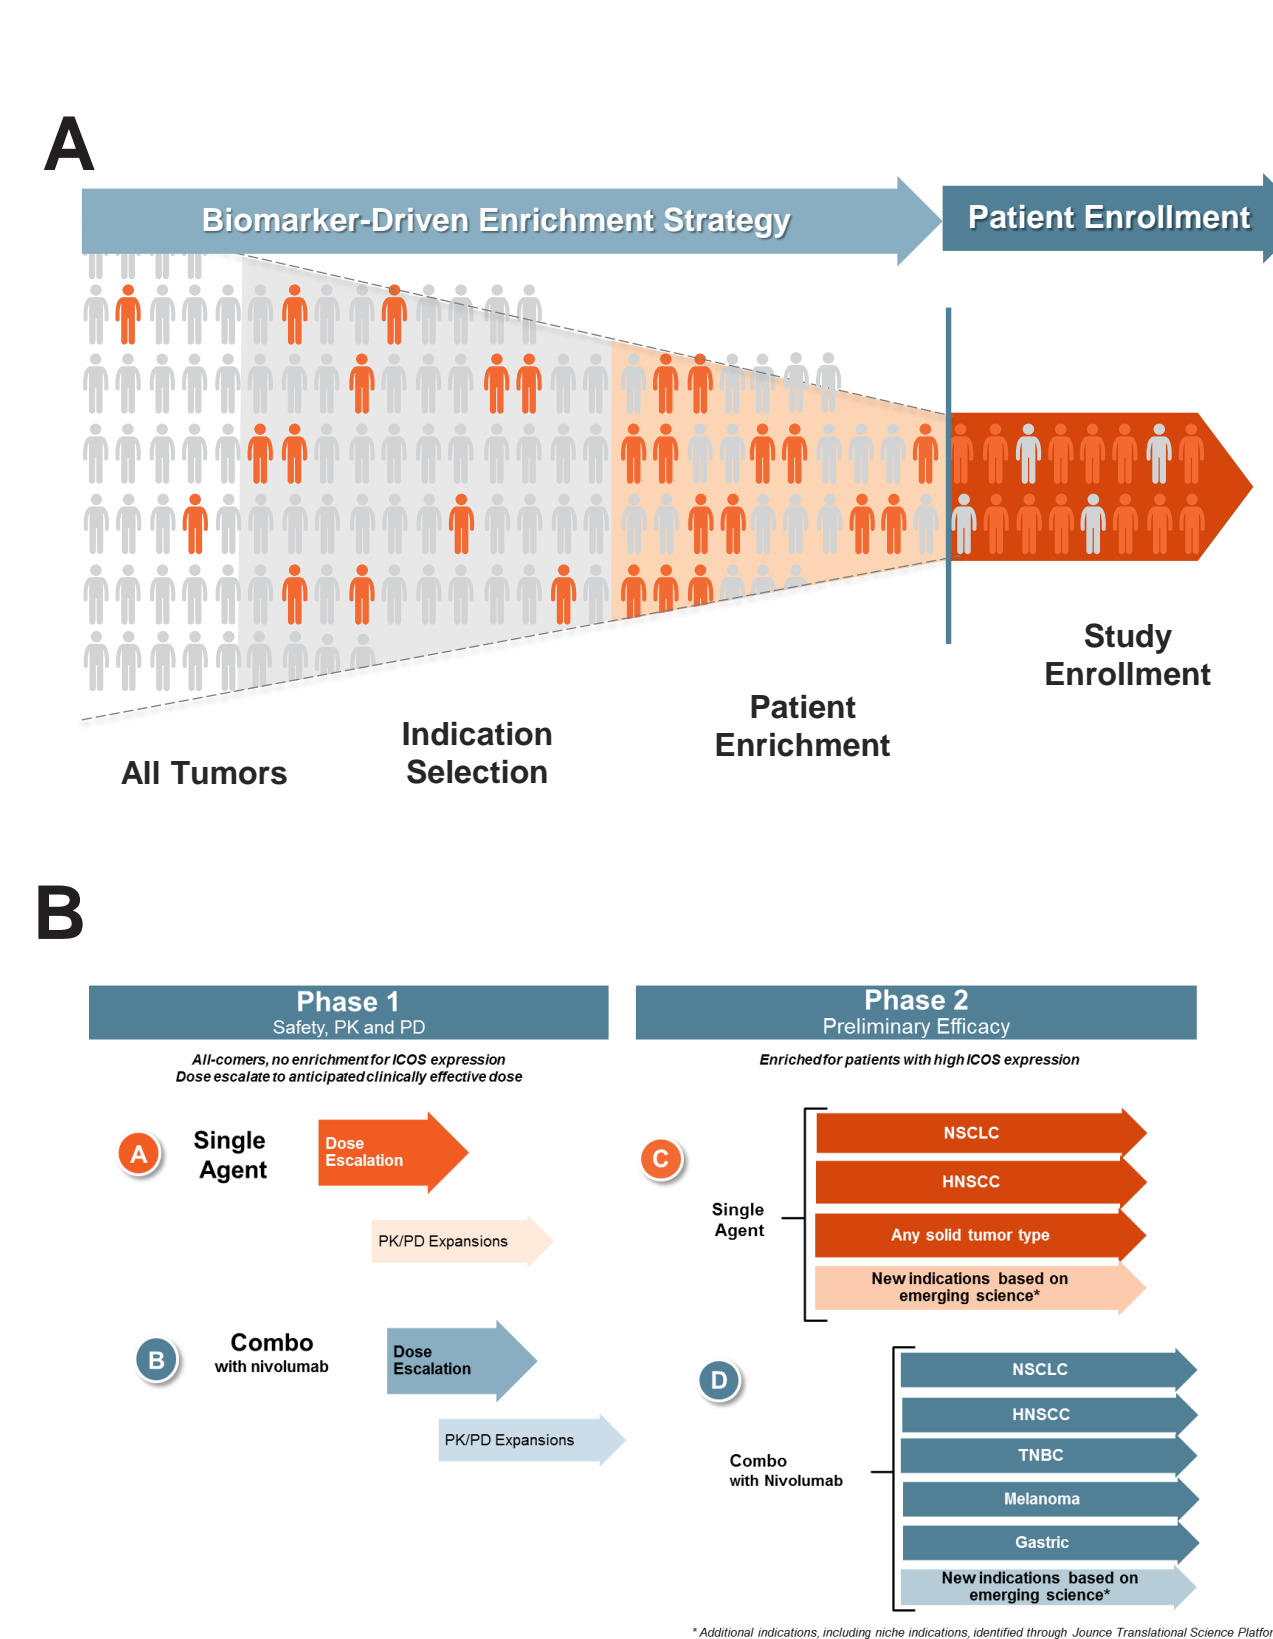 A
Biomarker-Driven Enrichment Strategy
Patient Enrollment
Study
Enrollment
Patient
Enrichment
Indication
Selection
All Tumors
B
Phase 1
Safety, PK and PD
All-comers, no enrichment for ICOS expression
Dose escalate to anticipated clinically effective dose
A
Single
Agent
Dose
Escalation
PK/PD Expansions
B
Combo
with nivolumab
Dose
Escalation
PK/PD Expansions
Phase 2
Preliminary Efficacy
Enriched for patients with high ICOS expression
C
Single
Agent
NSCLC
HNSCC
Any solid tumor type
New indications based on
emerging science*
D
Combo
with Nivolumab
NSCLC
HNSCC
TNBC
Melanoma
Gastric
New indications based on
emerging science*
* Additional indications, including niche indications, identified through Jounce Translational Science